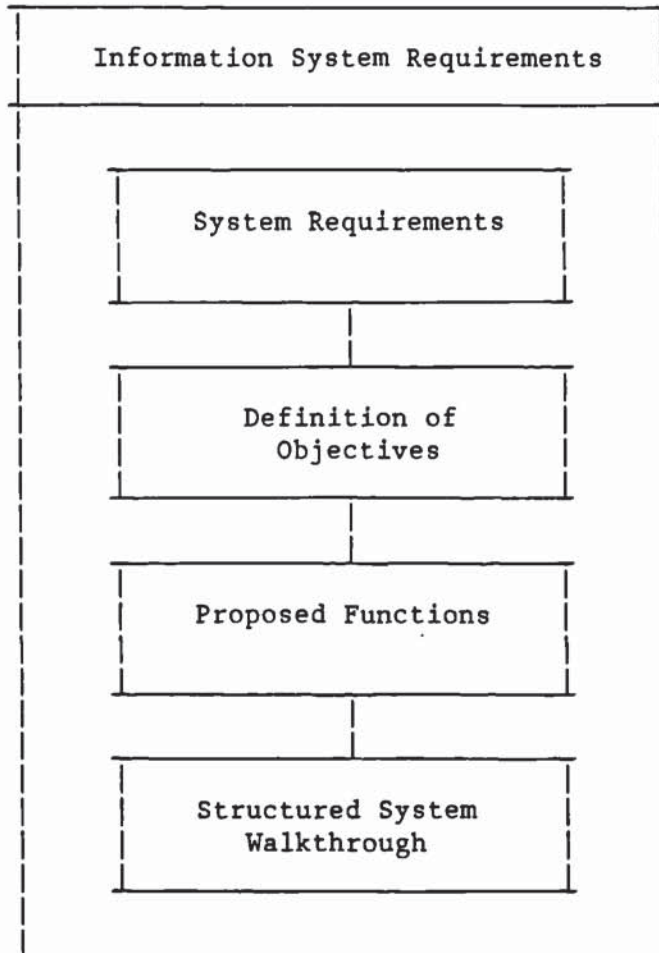 Information System Requirements
System Requirements
Definition of
Objectives
Proposed Functions
Structured System
Walkthrough